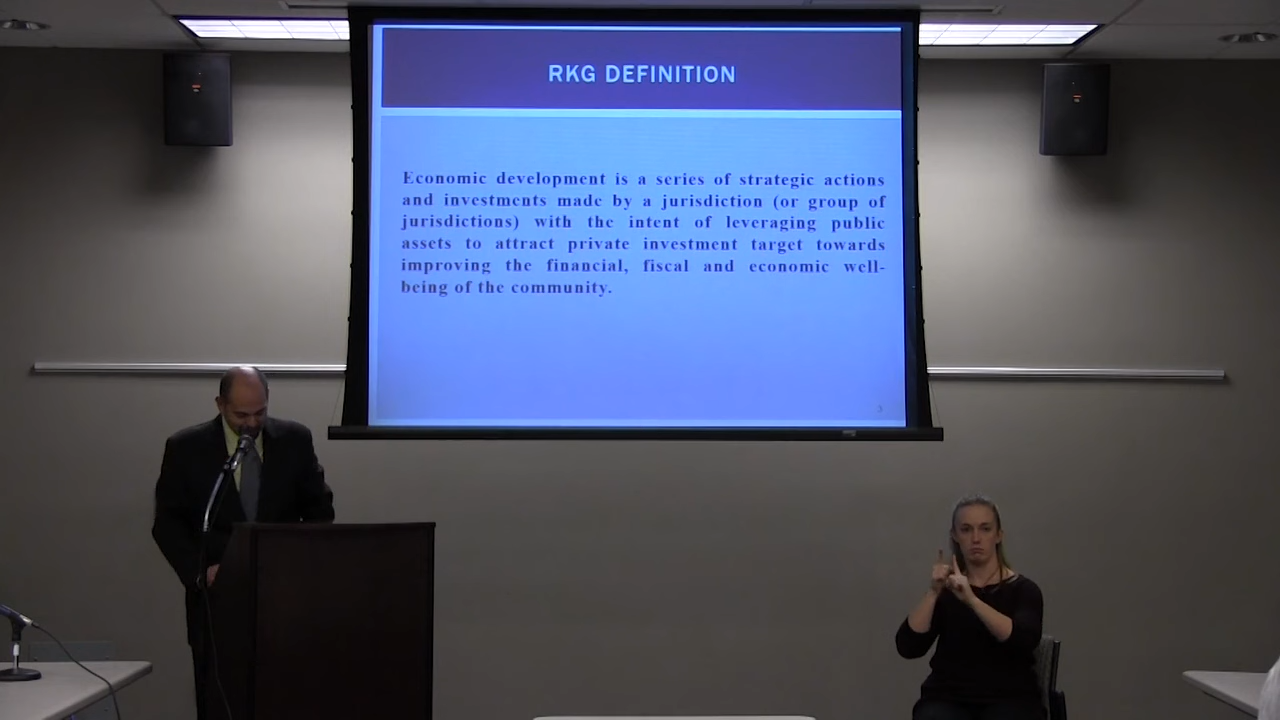 RKG DEFINITION
Economic development is a series of strategic actions
and investments made by a jurisdiction (or group of
jurisdictions) with the intent of leveraging public
assets to attract private investment target towards
improving the financial, fiscal and economic well-
being of the community.
3